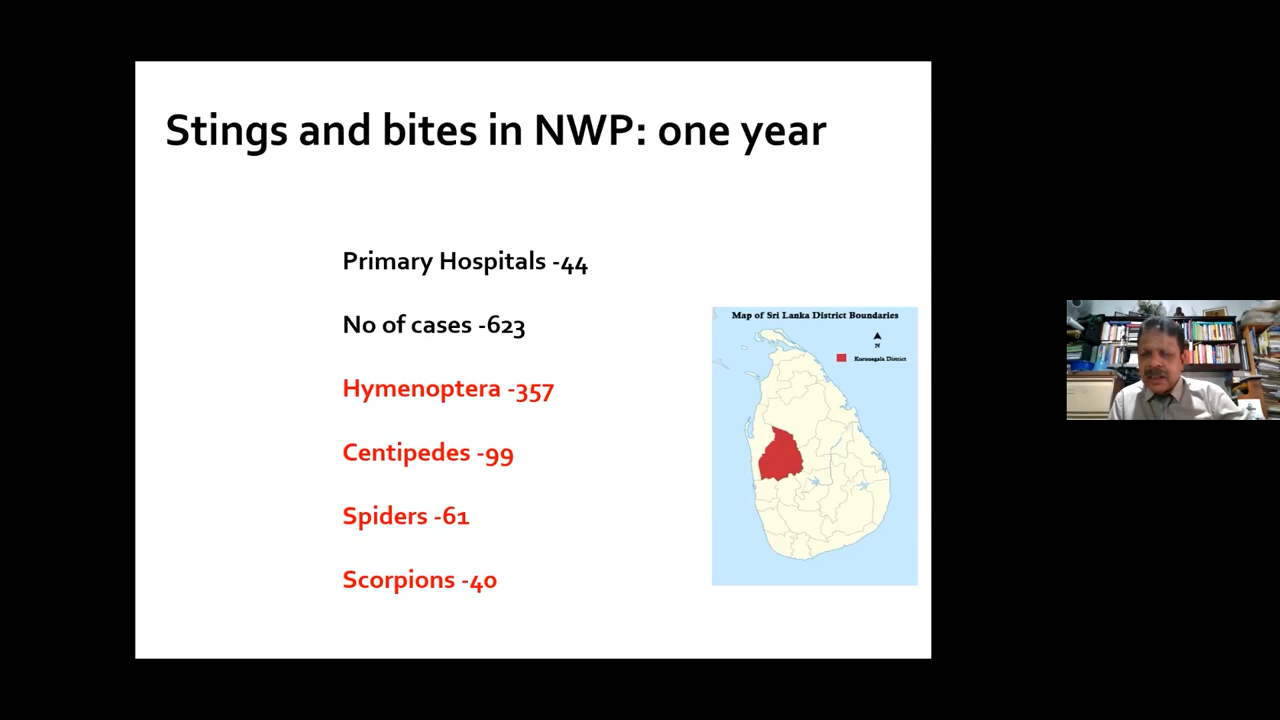 Stings and bites in NWP: one year
Primary Hospitals -44
No of cases -623
Hymenoptera -357
Centipedes -99
Spiders -61
Scorpions -40
Map of Sri Lanka District Boundaries
N
Kurunegala District